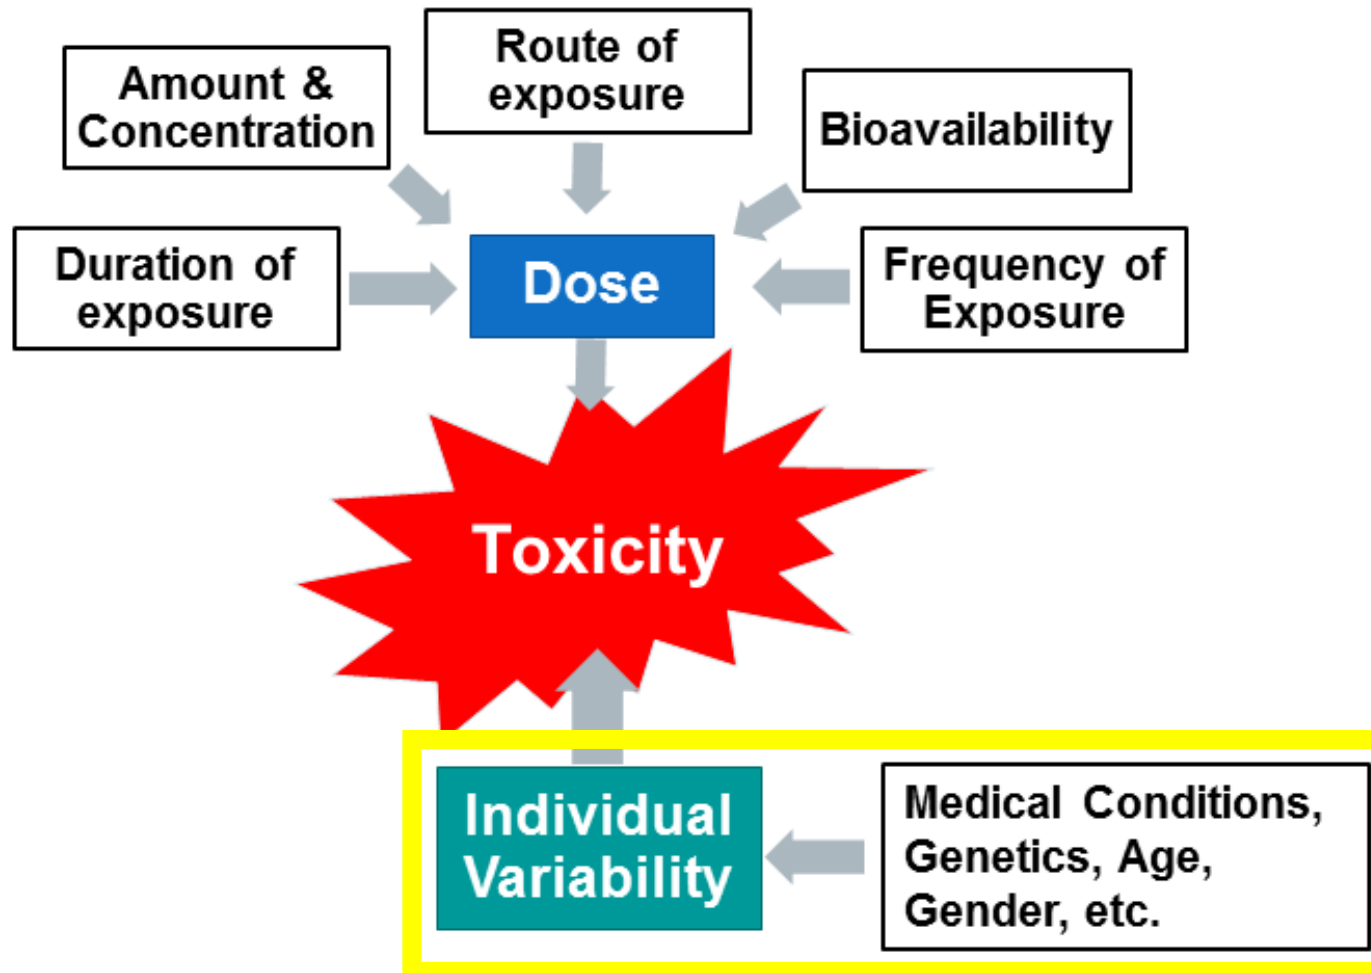 Route of
exposure
Amount &
Concentration
Bioavailability
Duration of
exposure
Dose
Frequency of
Exposure
Toxicity
Individual
Variability
Medical Conditions,
Genetics, Age,
Gender, etc.